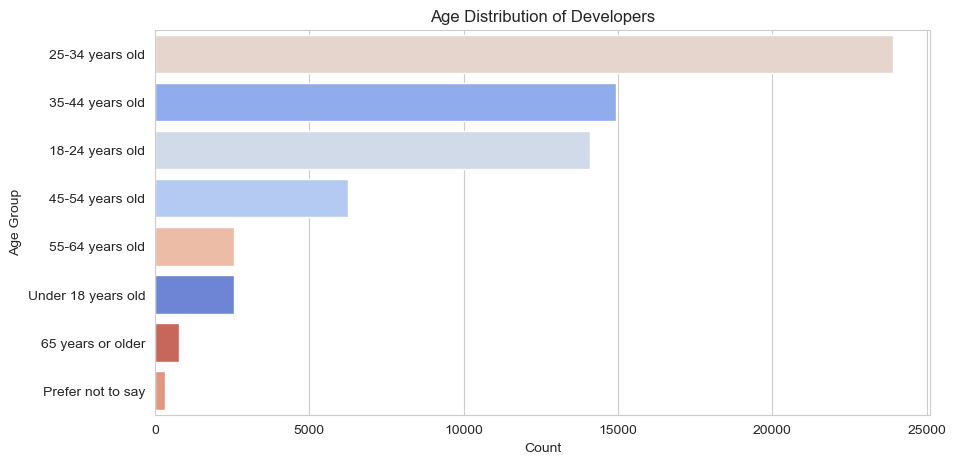 Age Distribution of Developers
Age Group
25-34 years old
35-44 years old
18-24 years old
45-54 years old
55-64 years old
Under 18 years old
65 years or older
Prefer not to say
0 5000 10000 15000 20000 25000
Count